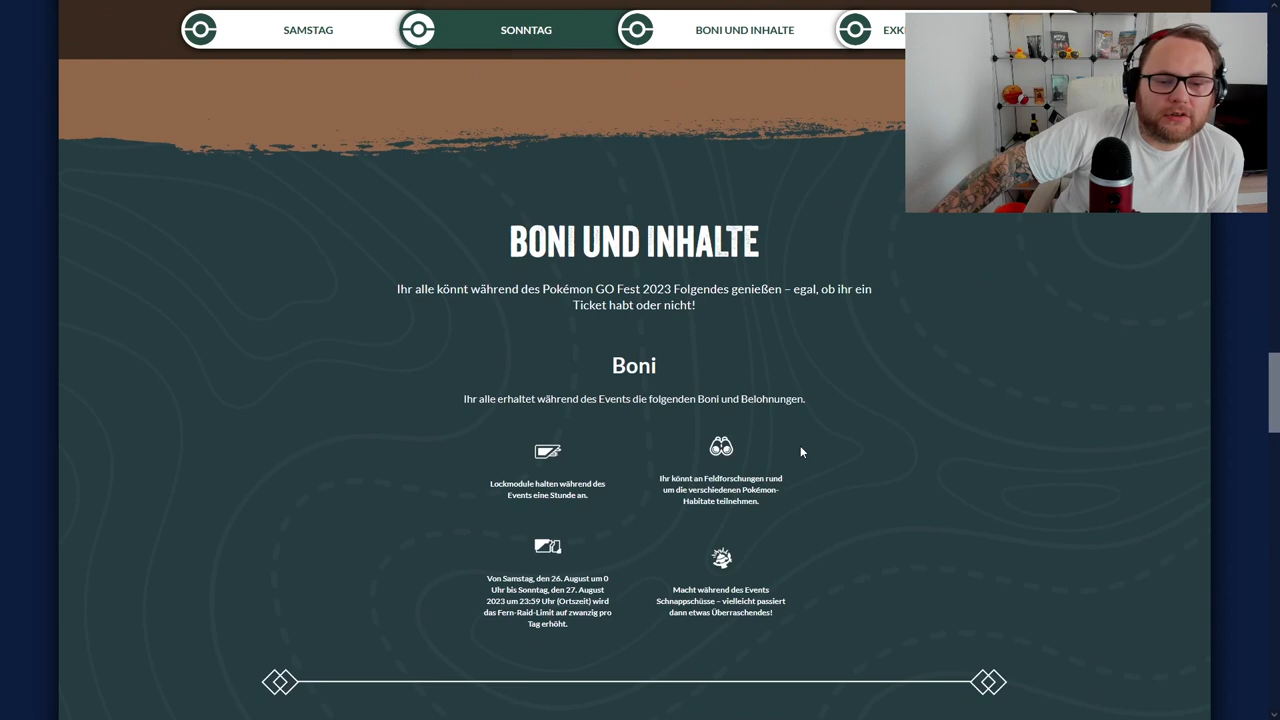 SAMSTAG
SONNTAG
BONI UND INHALTE
BONI UND INHALTE
Ihr alle könnt während des Pokémon GO Fest 2023 Folgendes genießen – egal, ob ihr ein
Ticket habt oder nicht!
Boni
Ihr alle erhaltet während des Events die folgenden Boni und Belohnungen.
Lockmodule halten während des
Events eine Stunde an.
Ihr könnt an Feldforschungen rund
um die verschiedenen Pokémon-
Habitate teilnehmen.
Von Samstag, den 26. August um 0
Uhr bis Sonntag, den 27. August
2023 um 23:59 Uhr (Ortszeit) wird
das Fern-Raid-Limit auf zwanzig pro
Tag erhöht.
Macht während des Events
Schnappschüsse – vielleicht passiert
dann etwas Überraschendes!